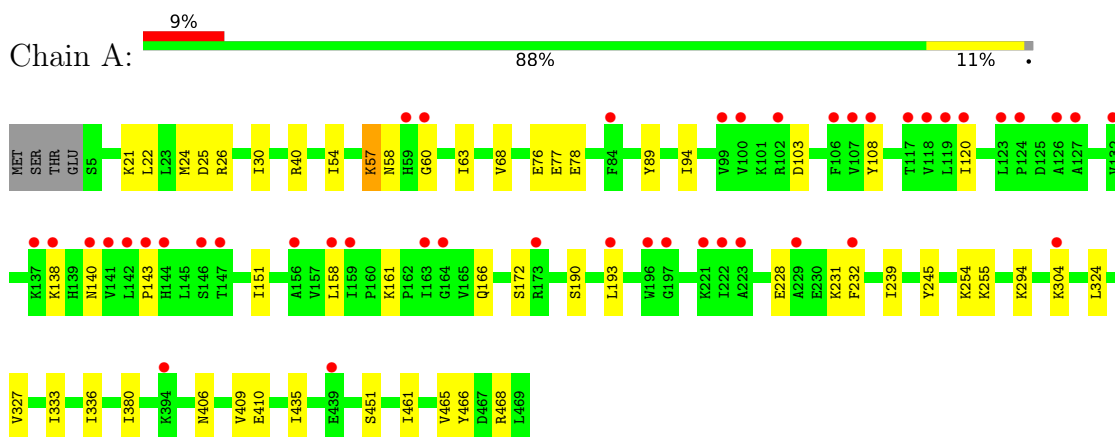 9%
Chain A:
88% 11% •
MET SER THR GLU S5 K21 L22 L23 M24 D25 R26 I30 R40 I54 K57 N58 H59 G60 I63 V68 E76 E77 E78 F84 Y89 I94 V99 V100 K101 R102 D103 F106 V107 Y108 T117 V118 L119 I120 L123 P124 D125 A126 A127
K137 K138 H139 N140 V141 L142 P143 H144 L145 S146 T147 I151 A156 V157 L158 I159 P160 K161 P162 I163 G164 V165 Q166 S172 R173 S190 L193 W196 G197 K221 I222 A223 E228 A229 E230 K231 F232 I239 Y245 K254 K255 K294 K304 L324
V327 I333 I336 I380 K394 N406 V409 E410 I435 E439 S451 I461 V465 Y466 D467 R468 L469